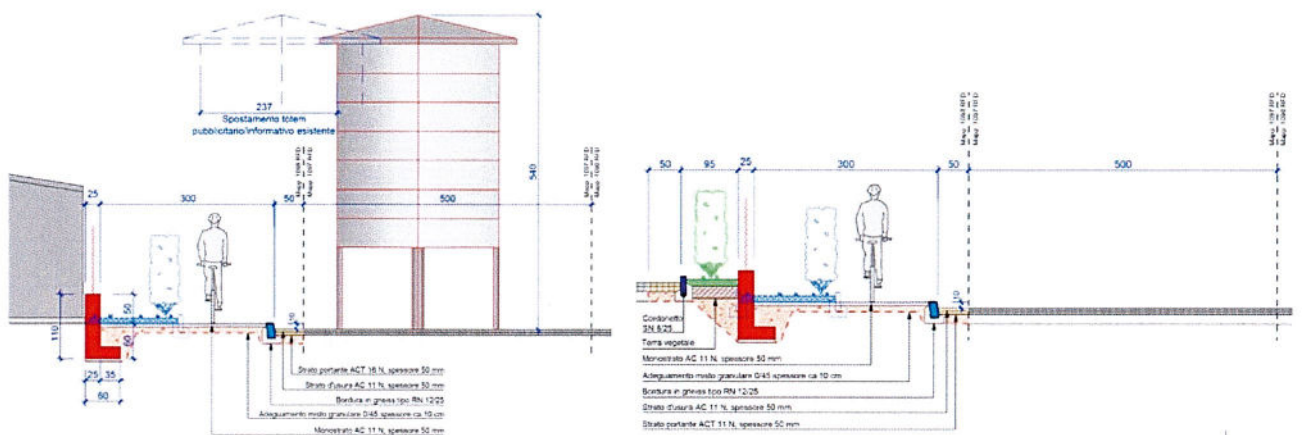 237
Spostamento totem
pubblicitario/informativo esistente
540
25
300
50
500
110
50
60
10
25
35
60
Strato portante ACT 16 N, spessore 50 mm
Strato d'usura AC 11 N, spessore 50 mm
Bordura in gneiss tipo RN 12/25
Adeguamento misto granulare 0/45 spessore ca 10 cm
Monostrato AC 11 N, spessore 50 mm
50
95
25
300
50
500
10
Cordonetto
SN 8/25
Terra vegetale
Monostrato AC 11 N, spessore 50 mm
Adeguamento misto granulare 0/45 spessore ca 10 cm
Bordura in gneiss tipo RN 12/25
Strato d'usura AC 11 N, spessore 50 mm
Strato portante ACT 11 N, spessore 50 mm